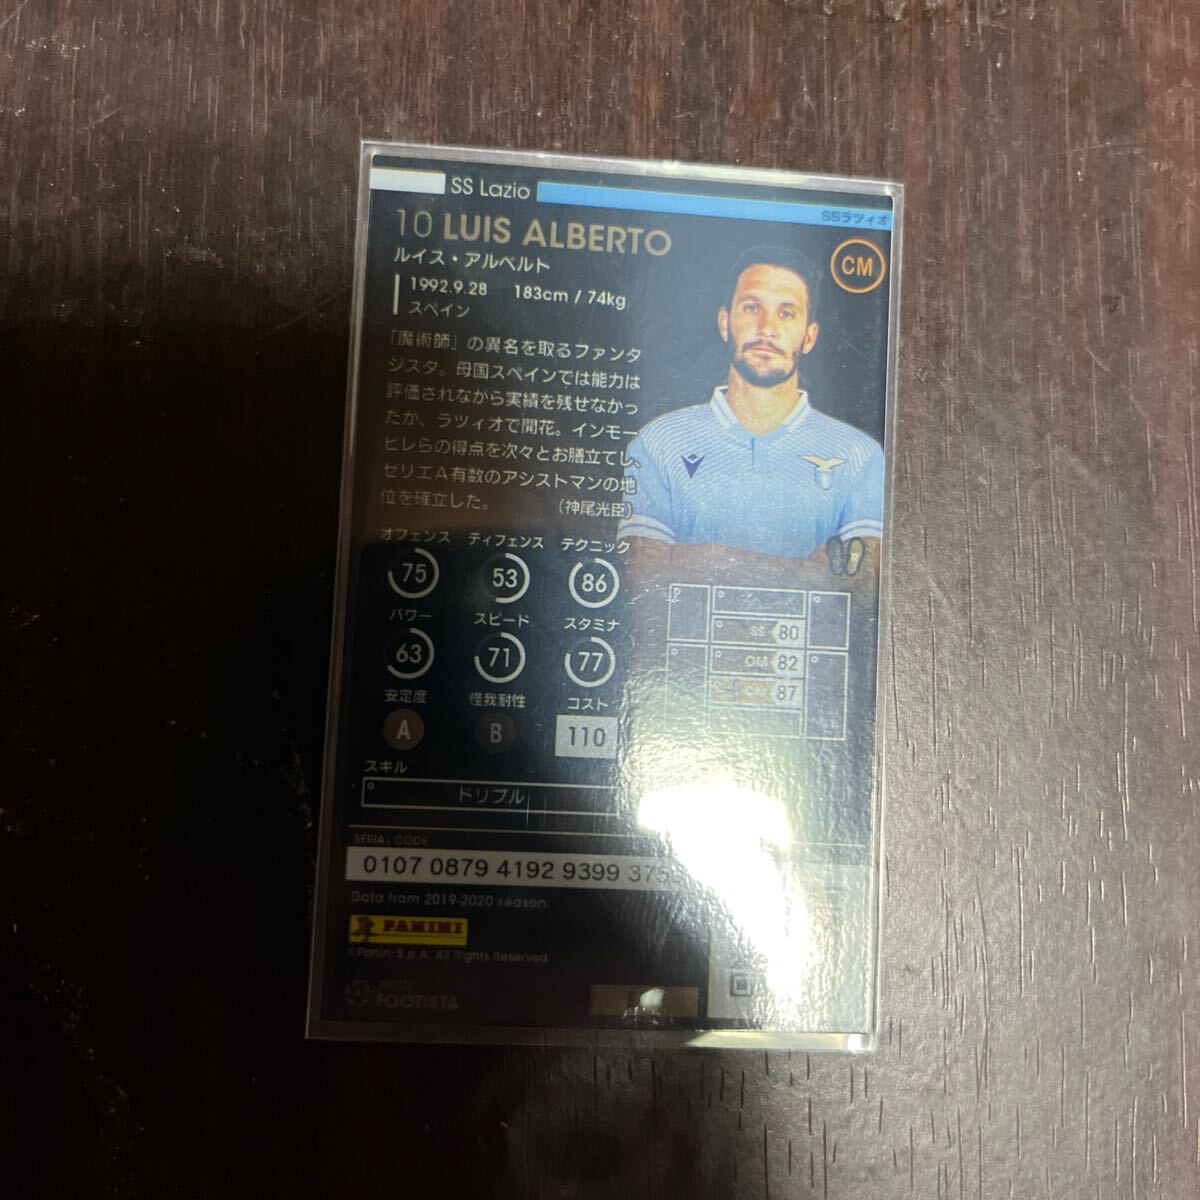 SS Lazio
SSラツィオ
10 LUIS ALBERTO
CM
ルイス・アルベルト
1992.9.28 183cm / 74kg
スペイン
「魔術師」の異名を取るファンタ
ジスタ。母国スペインでは能力は
評価されながら実績を残せなかっ
たが、ラツィオで開花。インモー
ビレらの得点を次々とお膳立てし、
セリエA有数のアシストマンの地
位を確立した。 (神尾光臣)
オフェンス ディフェンス テクニック
75 53 86
パワー スピード スタミナ
63 71 77
安定度 怪我耐性 コスト
A B 110
SS 80
OM 82
CM 87
スキル
ドリブル
SERIAL CODE
0107 0879 4192 9399
Data from 2019-2020 season.
PANINI
© Panini S.p.A. All Rights Reserved.
FOOTISTA